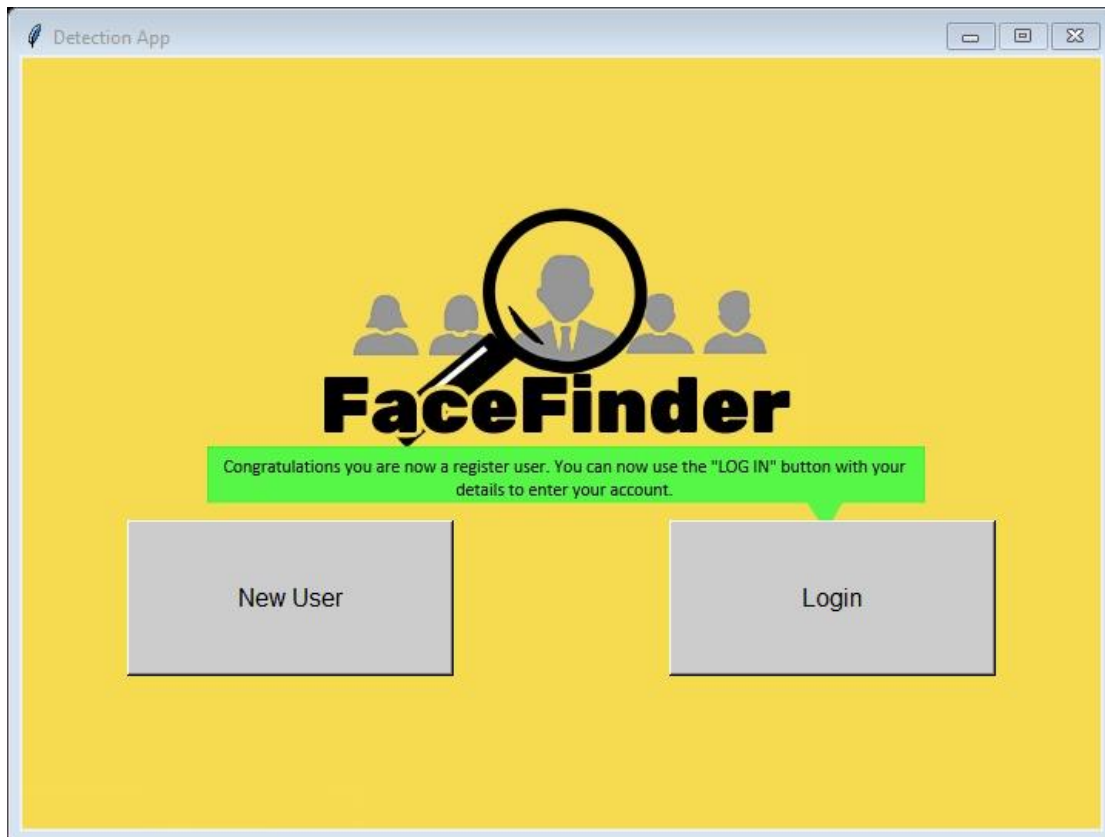 Detection App
FaceFinder
Congratulations you are now a register user. You can now use the "LOG IN" button with your
details to enter your account.
New User
Login